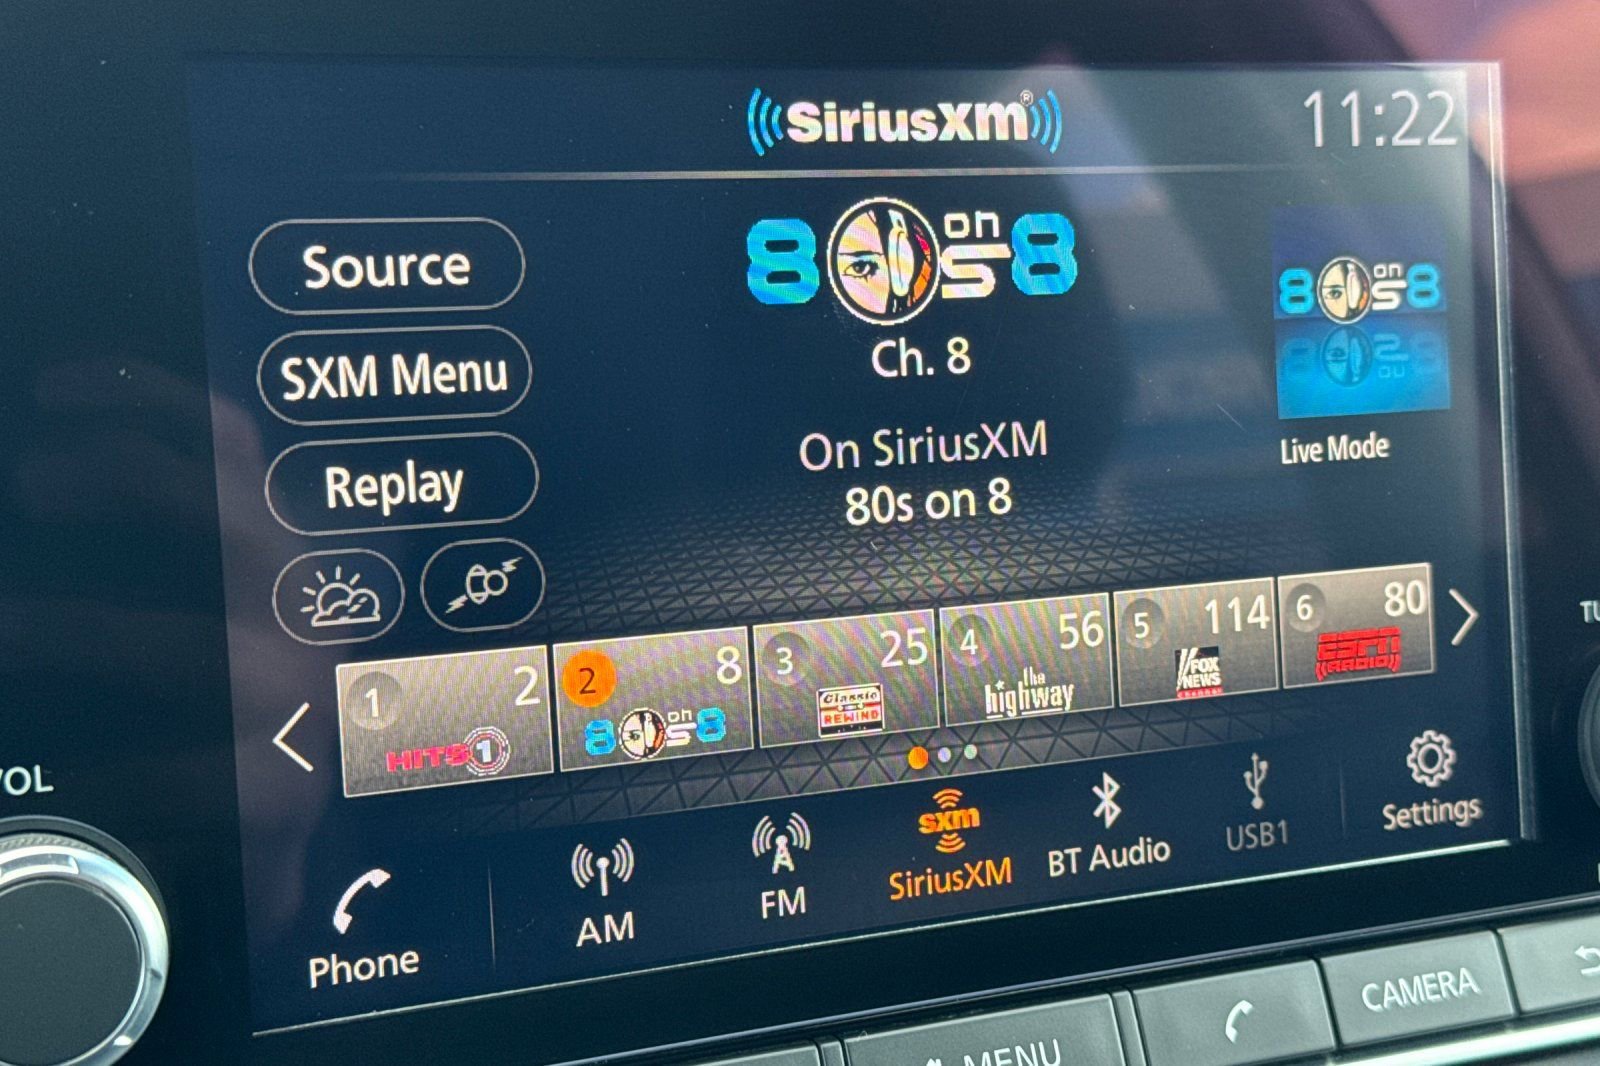 SiriusXM®
11:22
Source
SXM Menu
Replay
80s on 8
Ch. 8
On SiriusXM
80s on 8
80s on 8
Live Mode
1 2
HITS 1
2 8
80s on 8
3 25
Classic
REWIND
4 56
the
highway
5 114
FOX
NEWS
channel
6 80
ESPN
RADIO
VOL
TU
Phone
AM
FM
sxm
SiriusXM
BT Audio
USB1
Settings
MENU
CAMERA